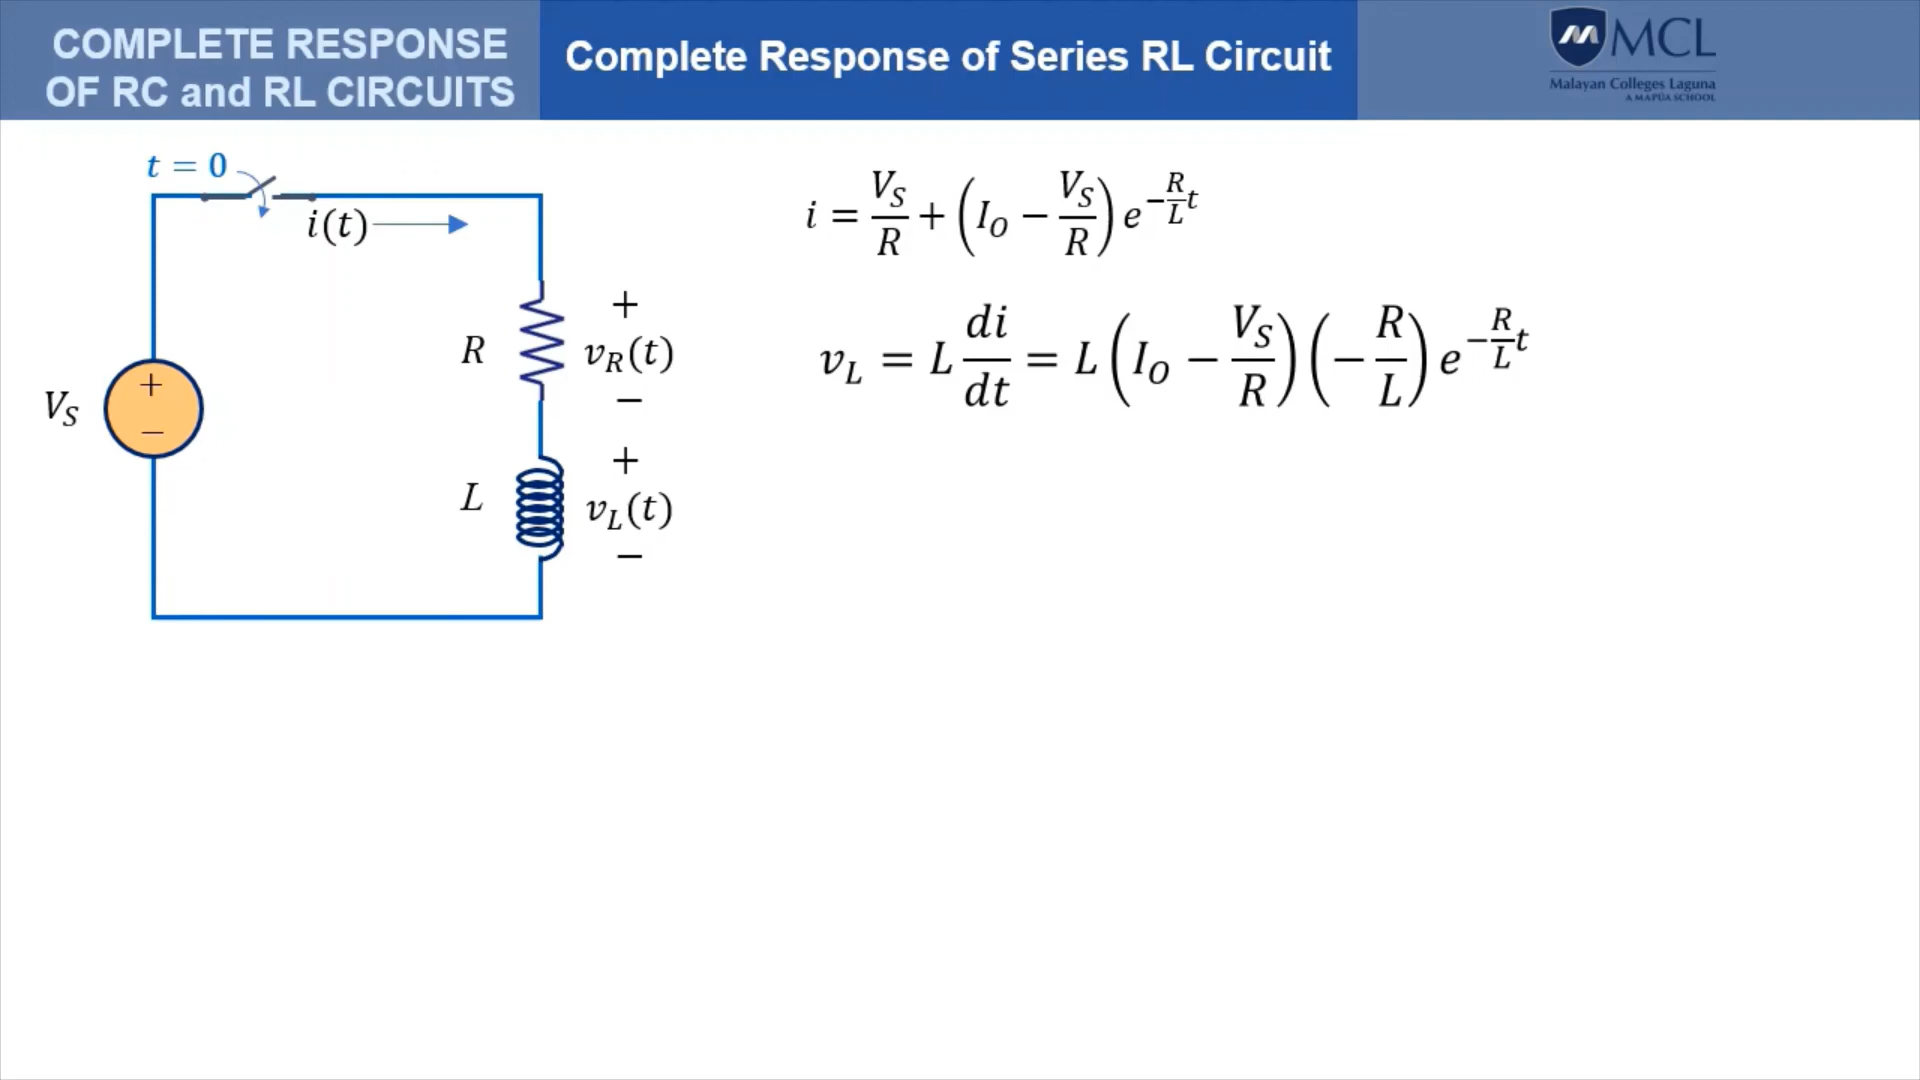 COMPLETE RESPONSE
OF RC and RL CIRCUITS
Complete Response of Series RL Circuit
MCL
Malayan Colleges Laguna
A MAPÚA SCHOOL
t = 0
i(t)
i = V_S/R + (I_O − V_S/R) e^{−(R/L)t}
+
R
v_R(t)
−
v_L = L di/dt = L (I_O − V_S/R) (−R/L) e^{−(R/L)t}
V_S
+
−
+
L
v_L(t)
−